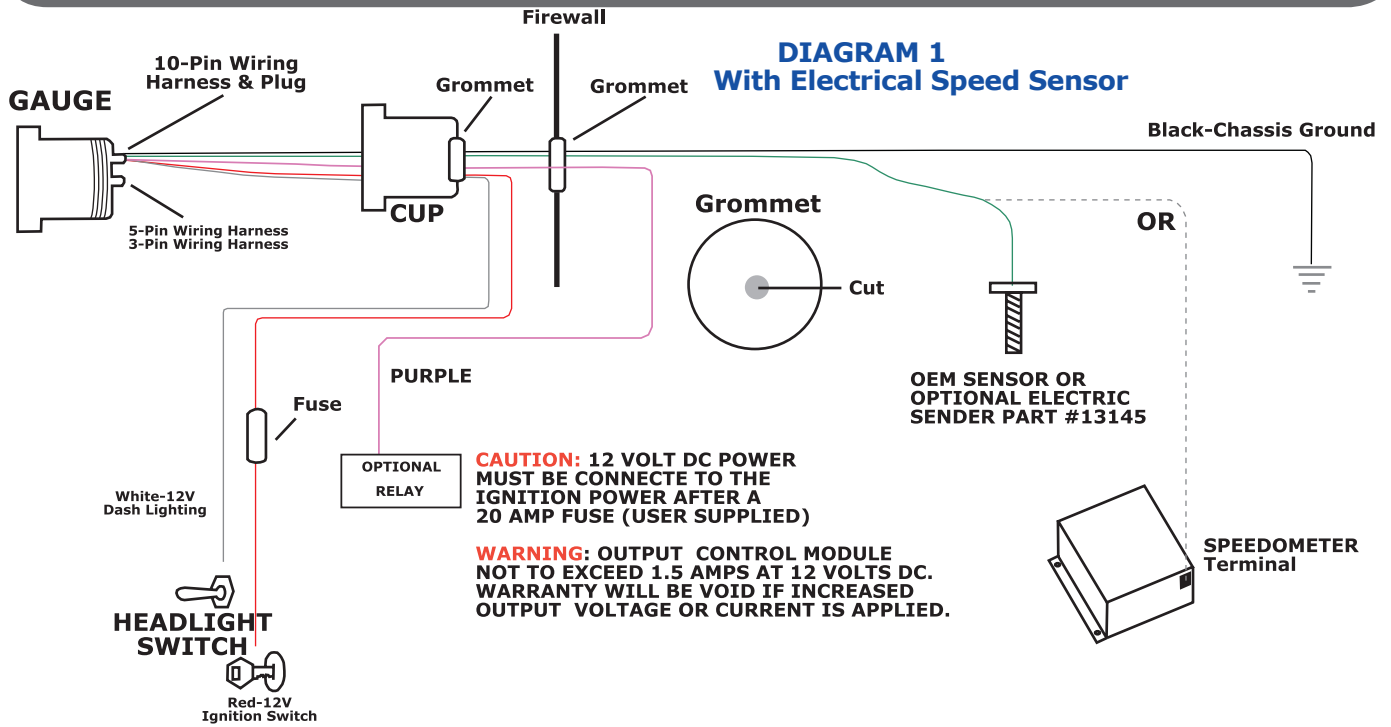 Firewall
DIAGRAM 1
With Electrical Speed Sensor
10-Pin Wiring
Harness & Plug
Grommet
Grommet
GAUGE
Black-Chassis Ground
CUP
5-Pin Wiring Harness
3-Pin Wiring Harness
Grommet
OR
Cut
PURPLE
OEM SENSOR OR
OPTIONAL ELECTRIC
SENDER PART #13145
Fuse
OPTIONAL
RELAY
CAUTION: 12 VOLT DC POWER
MUST BE CONNECTE TO THE
IGNITION POWER AFTER A
20 AMP FUSE (USER SUPPLIED)
White-12V
Dash Lighting
WARNING: OUTPUT CONTROL MODULE
NOT TO EXCEED 1.5 AMPS AT 12 VOLTS DC.
WARRANTY WILL BE VOID IF INCREASED
OUTPUT VOLTAGE OR CURRENT IS APPLIED.
SPEEDOMETER
Terminal
HEADLIGHT
SWITCH
Red-12V
Ignition Switch